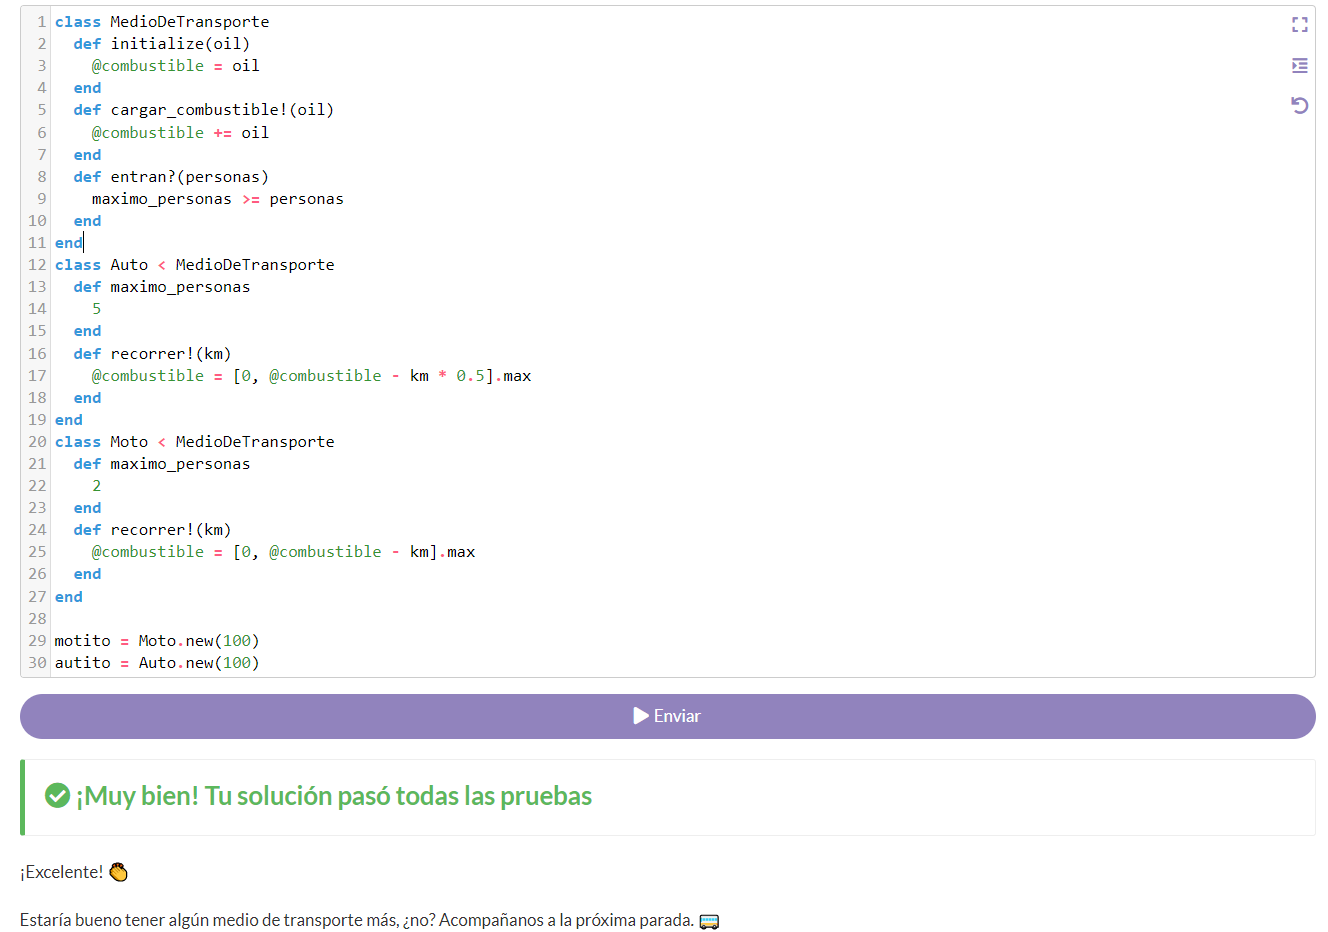 1 class MedioDeTransporte
2   def initialize(oil)
3     @combustible = oil
4   end
5   def cargar_combustible!(oil)
6     @combustible += oil
7   end
8   def entran?(personas)
9     maximo_personas >= personas
10   end
11 end
12 class Auto < MedioDeTransporte
13   def maximo_personas
14     5
15   end
16   def recorrer!(km)
17     @combustible = [0, @combustible - km * 0.5].max
18   end
19 end
20 class Moto < MedioDeTransporte
21   def maximo_personas
22     2
23   end
24   def recorrer!(km)
25     @combustible = [0, @combustible - km].max
26   end
27 end
28
29 motito = Moto.new(100)
30 autito = Auto.new(100)
Enviar
¡Muy bien! Tu solución pasó todas las pruebas
¡Excelente! 👏
Estaría bueno tener algún medio de transporte más, ¿no? Acompañanos a la próxima parada. 🚌